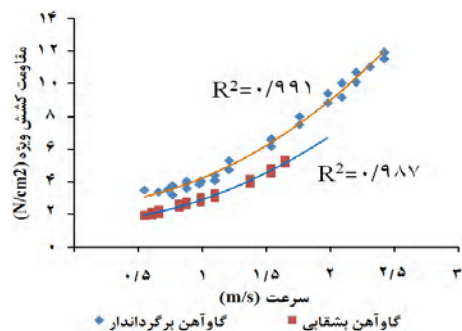 مقاومت کشش ویژه (N/cm2)
۱۴
۱۲
۱۰
۸
۶
۴
۲
۰
R²=۰/۹۹۱
R²=۰/۹۸۷
۰/۵ ۱ ۱/۵ ۲ ۲/۵ ۳
سرعت (m/s)
گاوآهن برگرداندار گاوآهن بشقابی